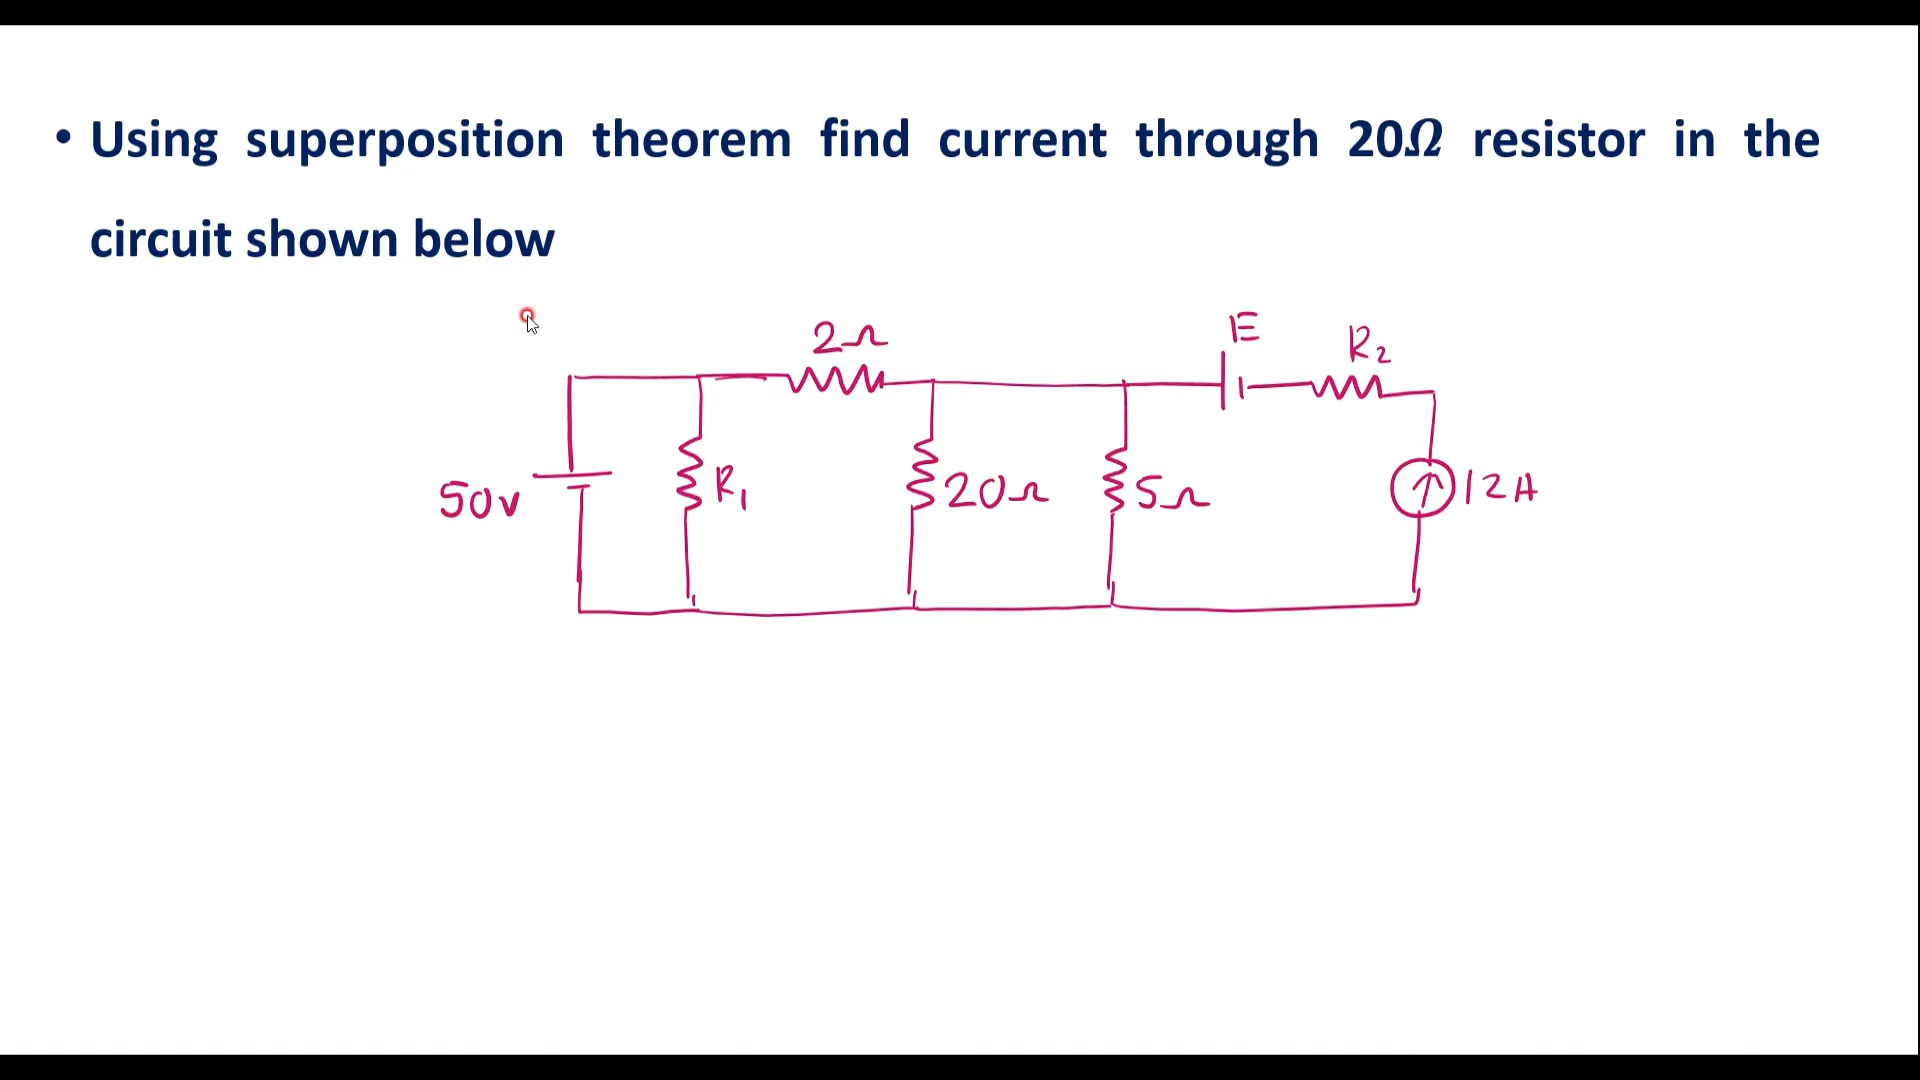 • Using superposition theorem find current through 20Ω resistor in the
circuit shown below
E
2Ω
R₂
50v
R₁
20Ω
5Ω
12A